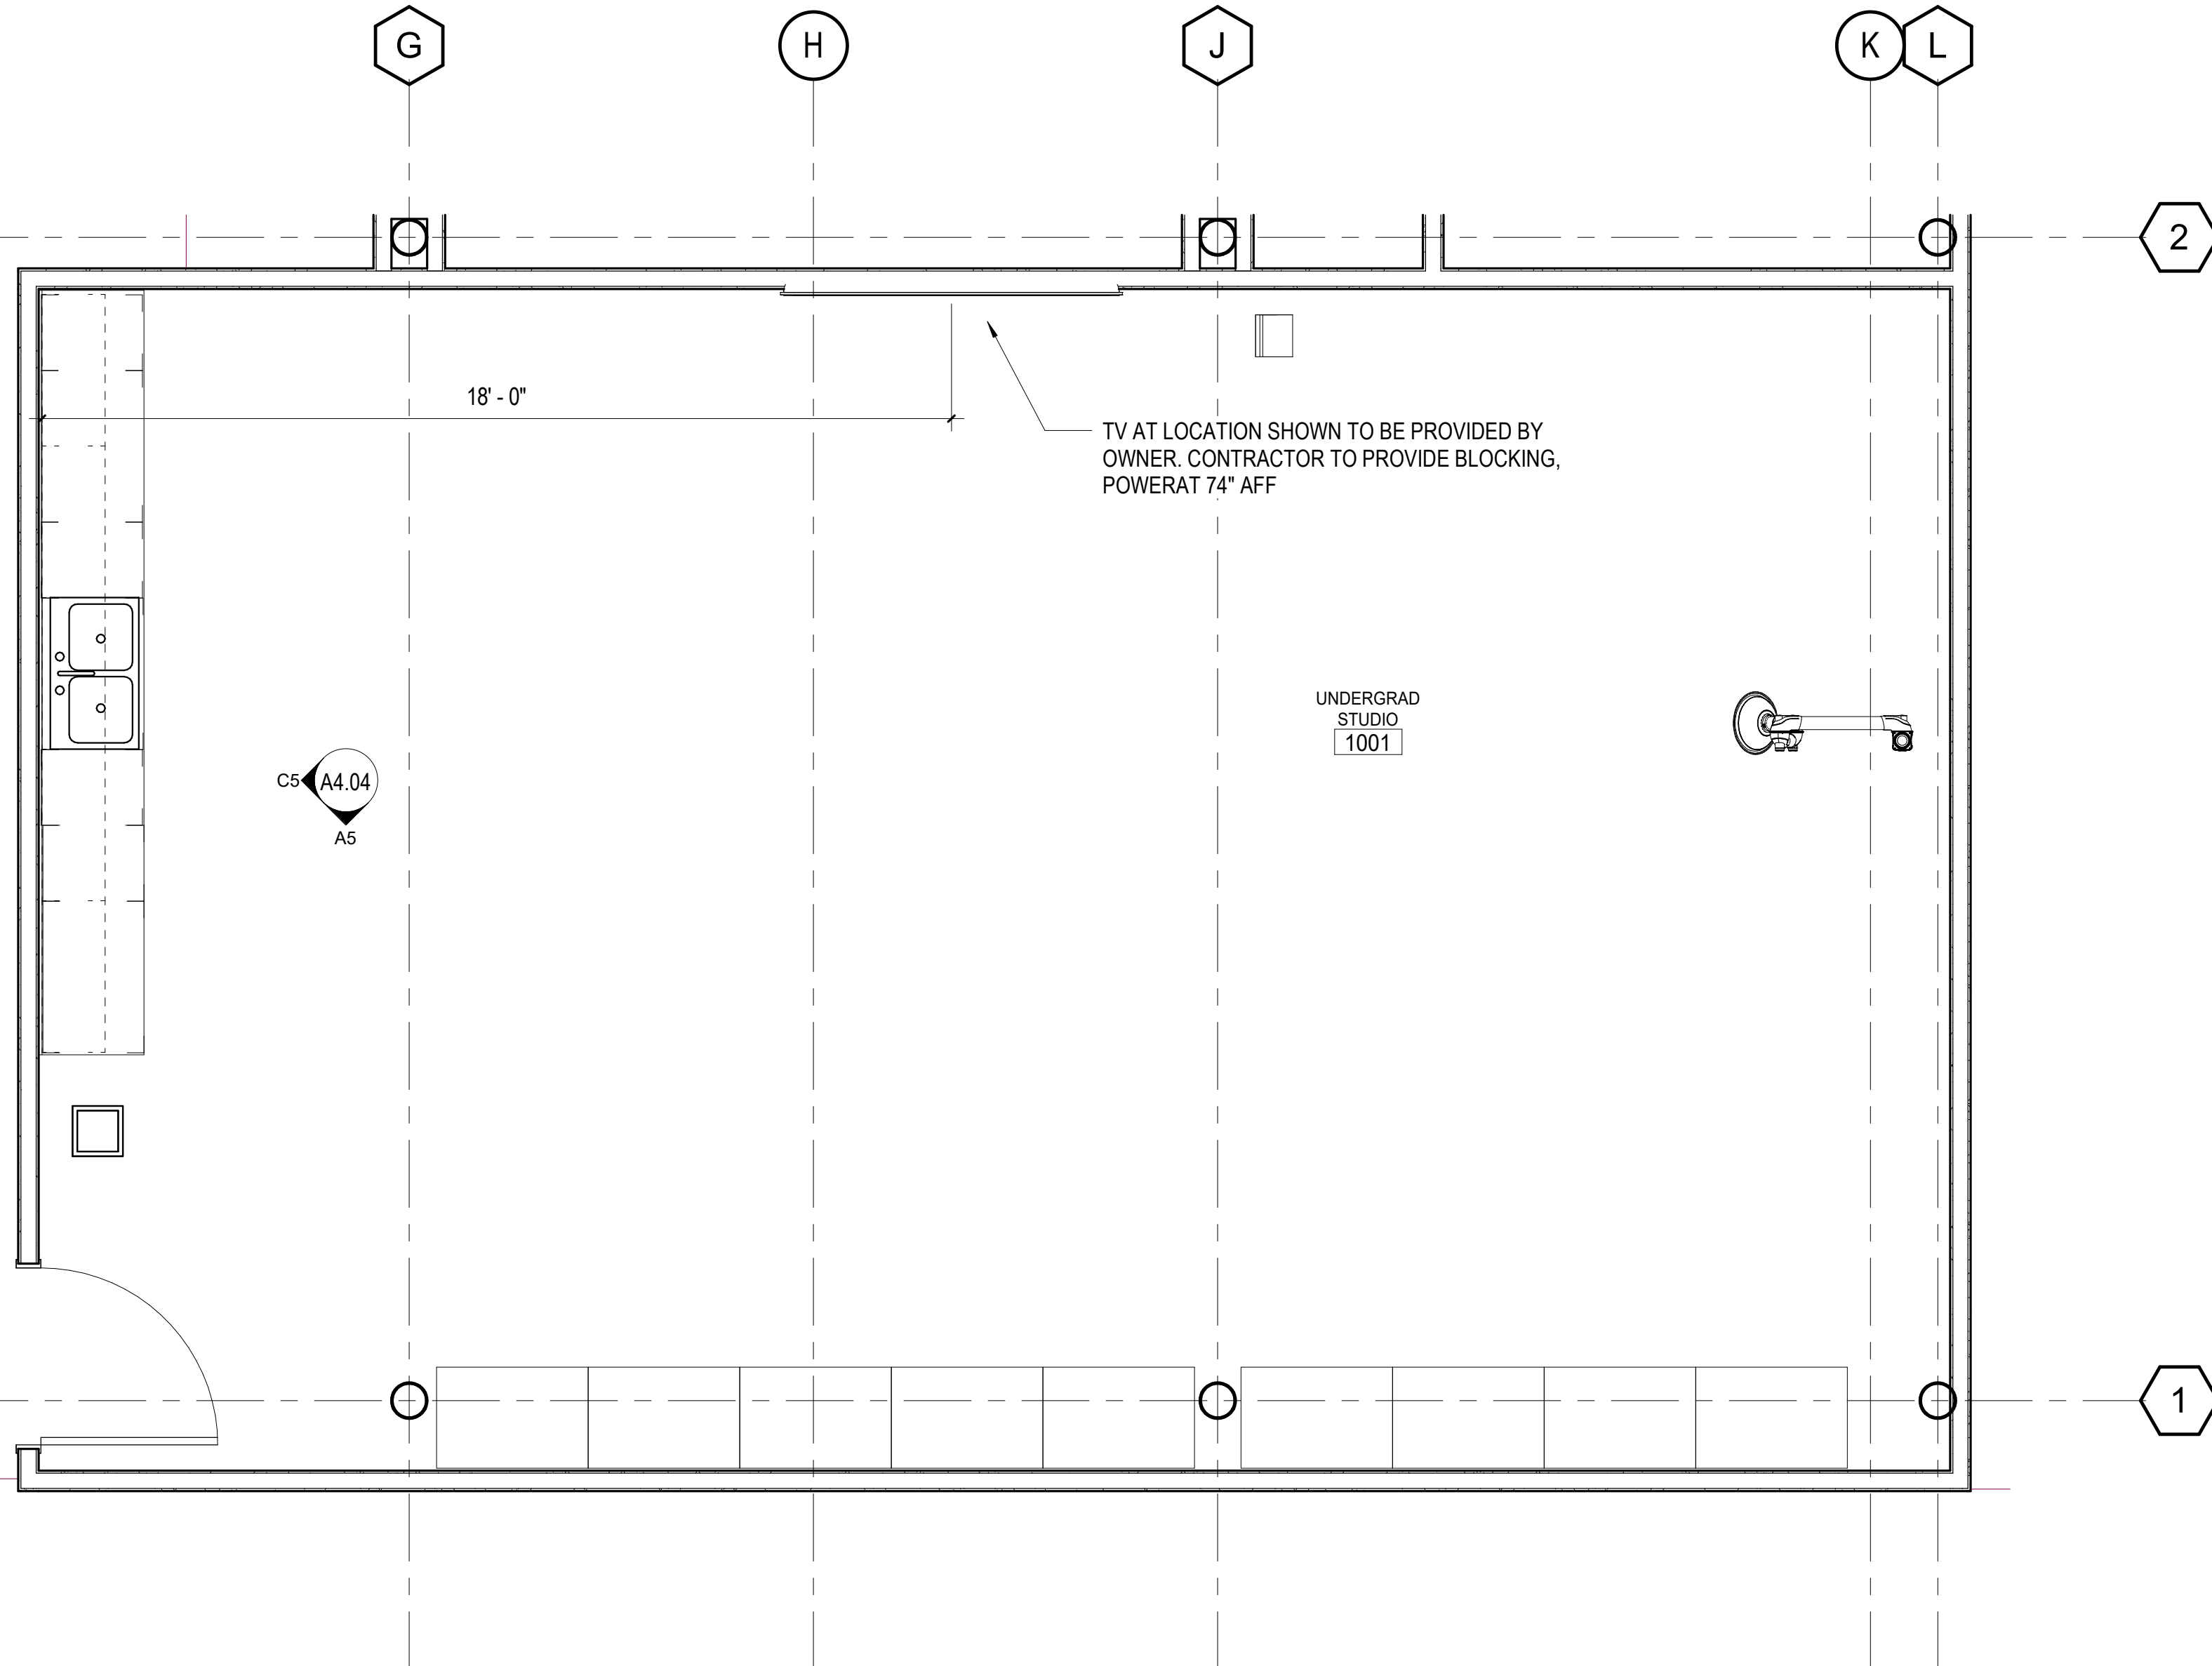 G
H
J
K
L
2
18' - 0"
TV AT LOCATION SHOWN TO BE PROVIDED BY
OWNER. CONTRACTOR TO PROVIDE BLOCKING,
POWERAT 74" AFF
UNDERGRAD
STUDIO
1001
C5
A4.04
A5
1